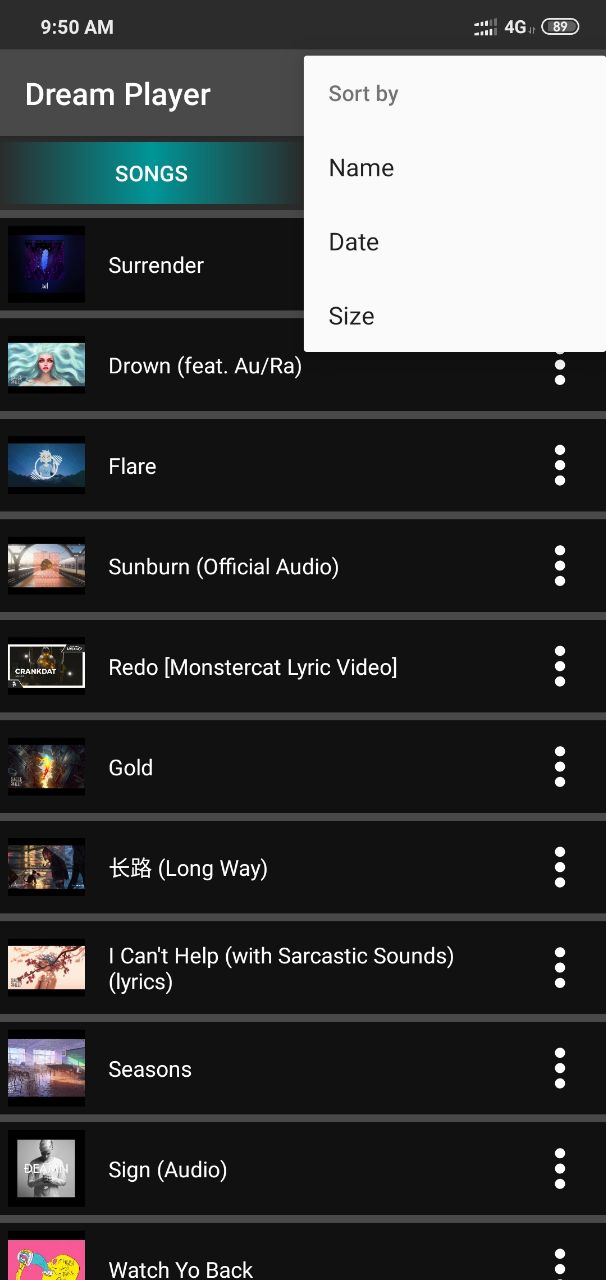 9:50 AM
4G
89
Dream Player
Sort by
Name
Date
Size
SONGS
Surrender
Drown (feat. Au/Ra)
Flare
Sunburn (Official Audio)
CRANKDAT
Redo [Monstercat Lyric Video]
Gold
长路 (Long Way)
I Can't Help (with Sarcastic Sounds)
(lyrics)
Seasons
DEAMN
Sign (Audio)
Watch Yo Back